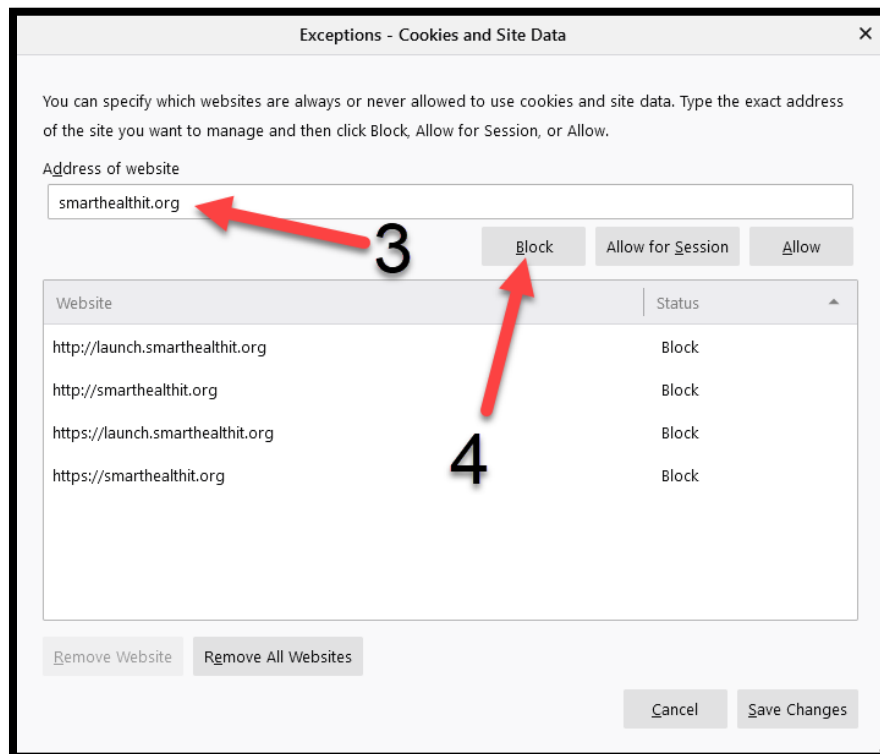 Exceptions - Cookies and Site Data
You can specify which websites are always or never allowed to use cookies and site data. Type the exact address
of the site you want to manage and then click Block, Allow for Session, or Allow.
Address of website
smarthealthit.org
3
Block Allow for Session Allow
Website Status
http://launch.smarthealthit.org Block
http://smarthealthit.org Block
https://launch.smarthealthit.org Block
4
https://smarthealthit.org Block
Remove Website Remove All Websites
Cancel Save Changes